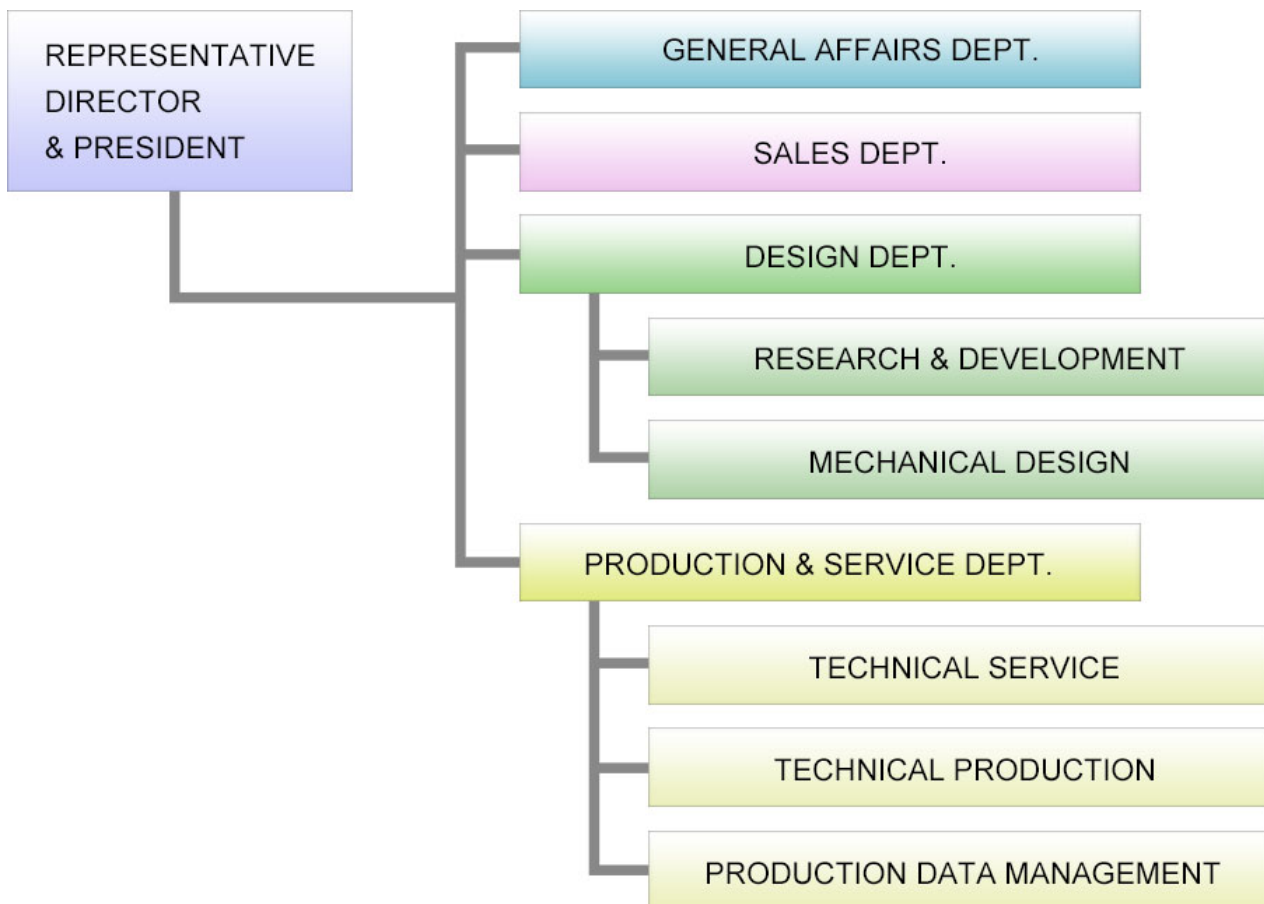 REPRESENTATIVE
DIRECTOR
& PRESIDENT
GENERAL AFFAIRS DEPT.
SALES DEPT.
DESIGN DEPT.
RESEARCH & DEVELOPMENT
MECHANICAL DESIGN
PRODUCTION & SERVICE DEPT.
TECHNICAL SERVICE
TECHNICAL PRODUCTION
PRODUCTION DATA MANAGEMENT